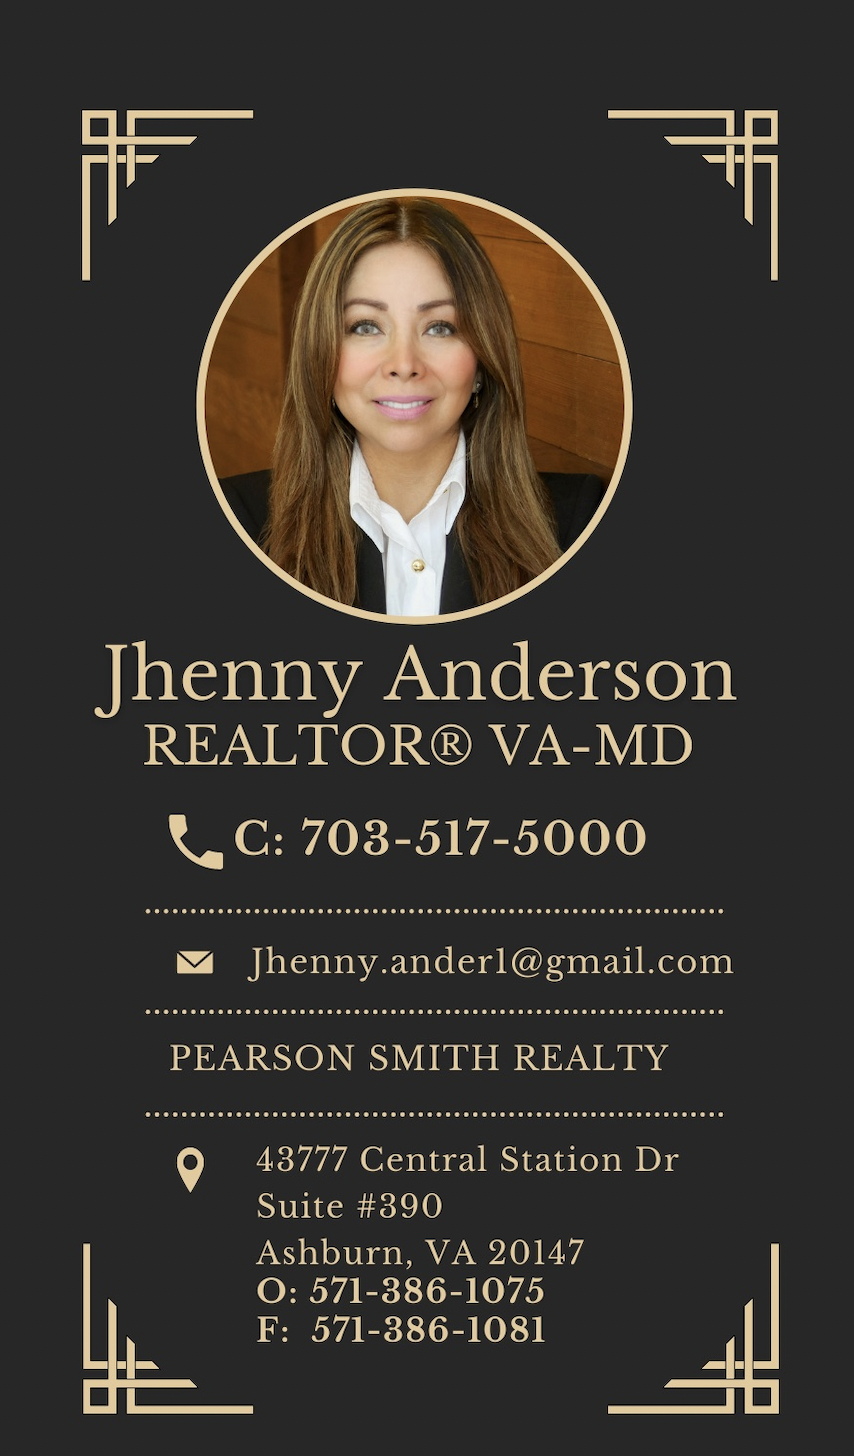 Jhenny Anderson
REALTOR® VA-MD
C: 703-517-5000
Jhenny.ander1@gmail.com
PEARSON SMITH REALTY
43777 Central Station Dr
Suite #390
Ashburn, VA 20147
O: 571-386-1075
F: 571-386-1081